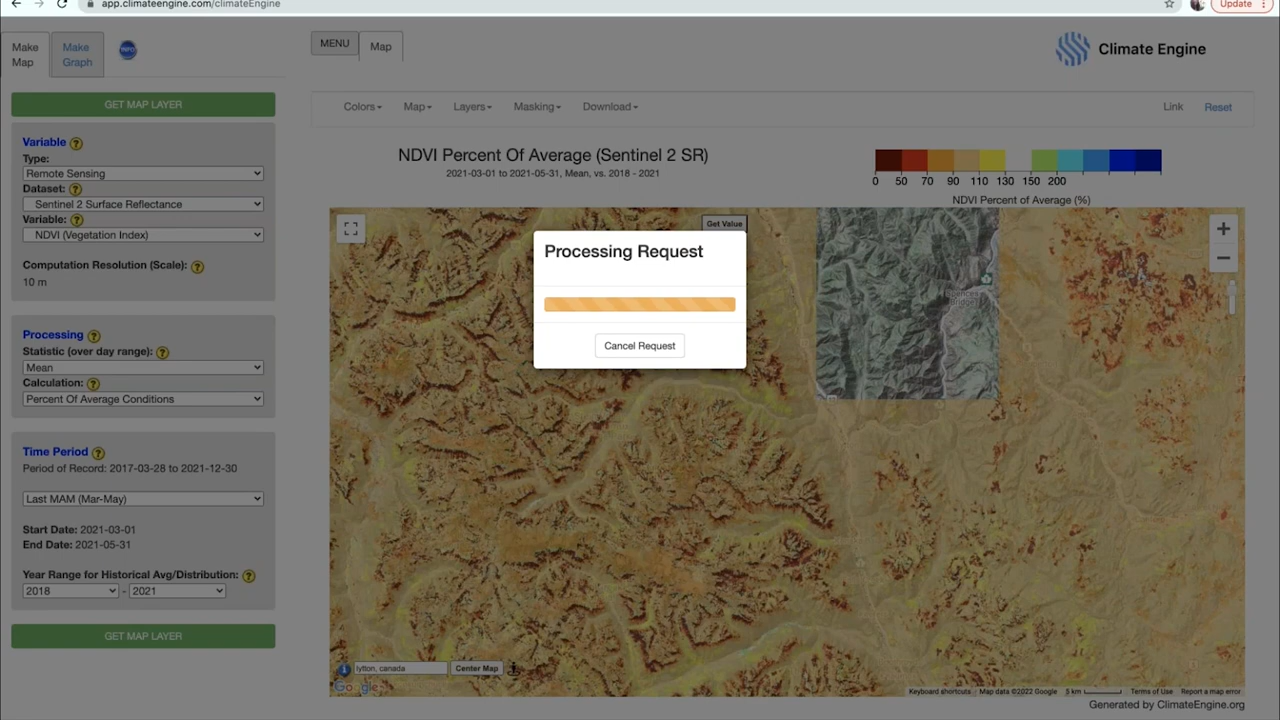 app.climateengine.com/climateEngine
Update
Make Map
Make Graph
INFO
GET MAP LAYER
Variable ?
Type:
Remote Sensing
Dataset: ?
Sentinel 2 Surface Reflectance
Variable: ?
NDVI (Vegetation Index)
Computation Resolution (Scale): ?
10 m
Processing ?
Statistic (over day range): ?
Mean
Calculation: ?
Percent Of Average Conditions
Time Period ?
Period of Record: 2017-03-28 to 2021-12-30
Last MAM (Mar-May)
Start Date: 2021-03-01
End Date: 2021-05-31
Year Range for Historical Avg/Distribution: ?
2018 - 2021
GET MAP LAYER
MENU Map
Climate Engine
Colors Map Layers Masking Download Link Reset
NDVI Percent Of Average (Sentinel 2 SR)
2021-03-01 to 2021-05-31, Mean, vs. 2018 - 2021
0 50 70 90 110 130 150 200
NDVI Percent of Average (%)
Get Value
+
−
Spences
Bridge
Processing Request
Cancel Request
lytton, canada Center Map
Google
Keyboard shortcuts Map data ©2022 Google 5 km Terms of Use Report a map error
Generated by ClimateEngine.org